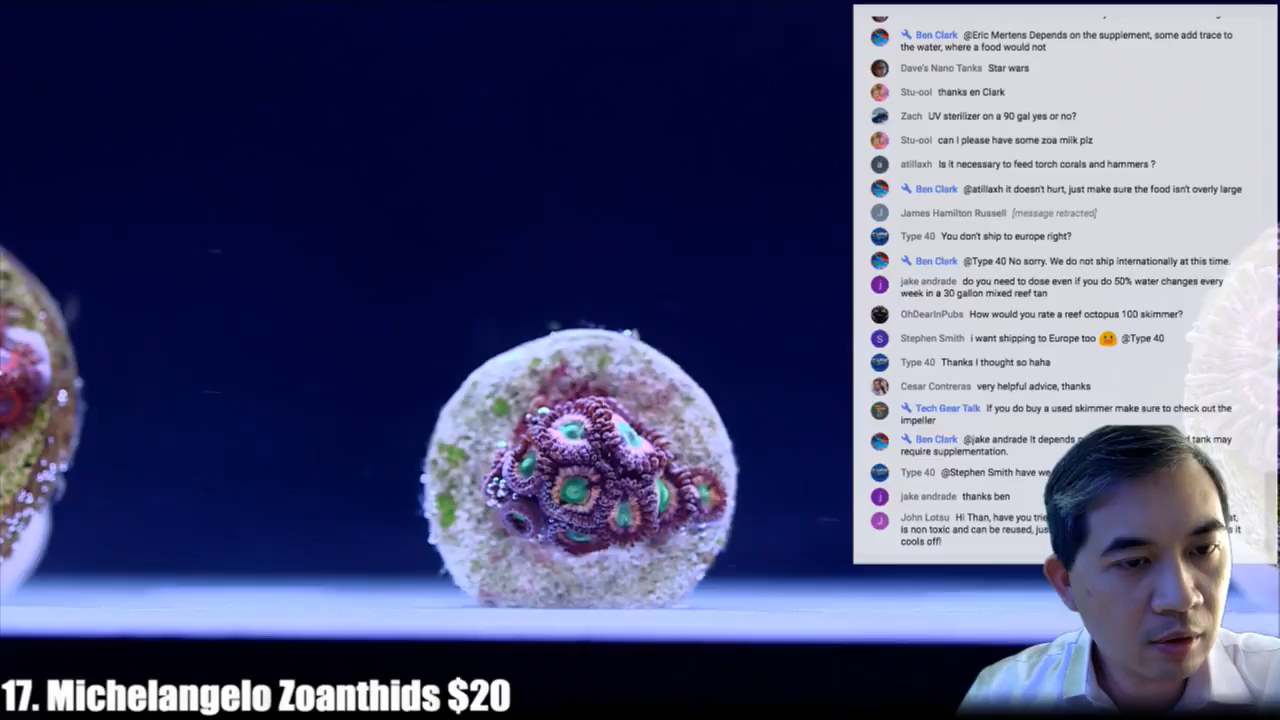 Ben Clark @Eric Mertens Depends on the supplement, some add trace to
the water, where a food would not
Dave's Nano Tanks Star wars
Stu-ool thanks en Clark
Zach UV sterilizer on a 90 gal yes or no?
Stu-ool can I please have some zoa milk plz
atillaxh Is it necessary to feed torch corals and hammers ?
Ben Clark @atillaxh it doesn't hurt, just make sure the food isn't overly large
James Hamilton Russell [message retracted]
Type 40 You don't ship to europe right?
Ben Clark @Type 40 No sorry. We do not ship internationally at this time.
jake andrade do you need to dose even if you do 50% water changes every
week in a 30 gallon mixed reef tan
OhDearInPubs How would you rate a reef octopus 100 skimmer?
Stephen Smith i want shipping to Europe too @Type 40
Type 40 Thanks I thought so haha
Cesar Contreras very helpful advice, thanks
Tech Gear Talk If you do buy a used skimmer make sure to check out the
impeller
Ben Clark @jake andrade It depends tank may
require supplementation.
Type 40 @Stephen Smith have we
jake andrade thanks ben
John Lotsu Hi Than, have you
is non toxic and can be reused,
cools off!
17. Michelangelo Zoanthids $20